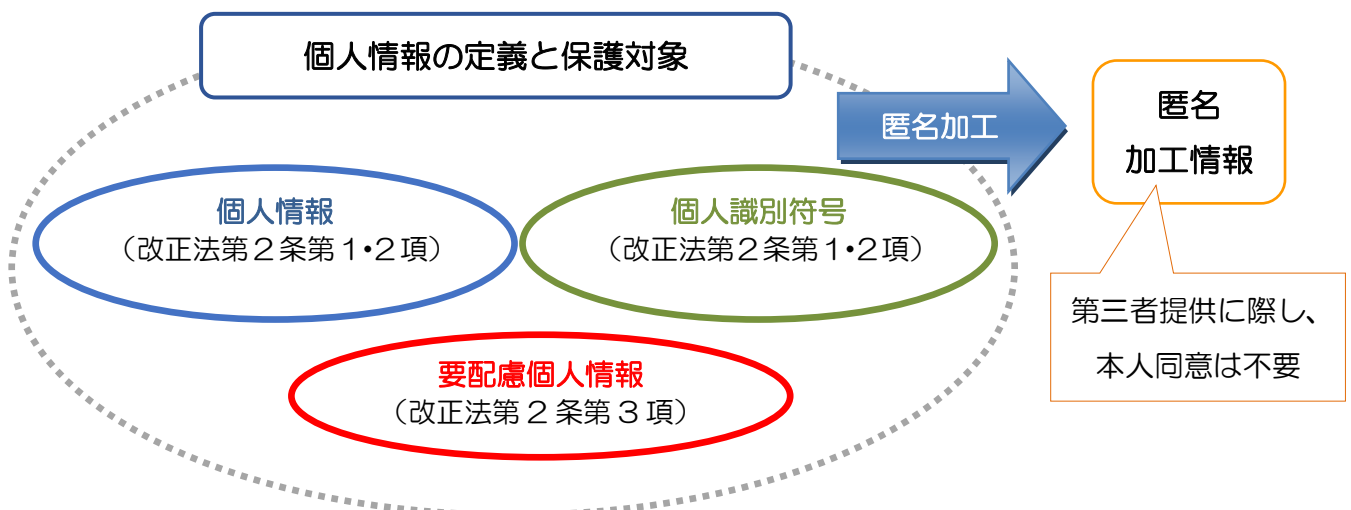 個人情報の定義と保護対象
匿名加工
匿名
加工情報
個人情報
（改正法第２条第１・２項）
個人識別符号
（改正法第２条第１・２項）
第三者提供に際し、
本人同意は不要
要配慮個人情報
（改正法第２条第３項）